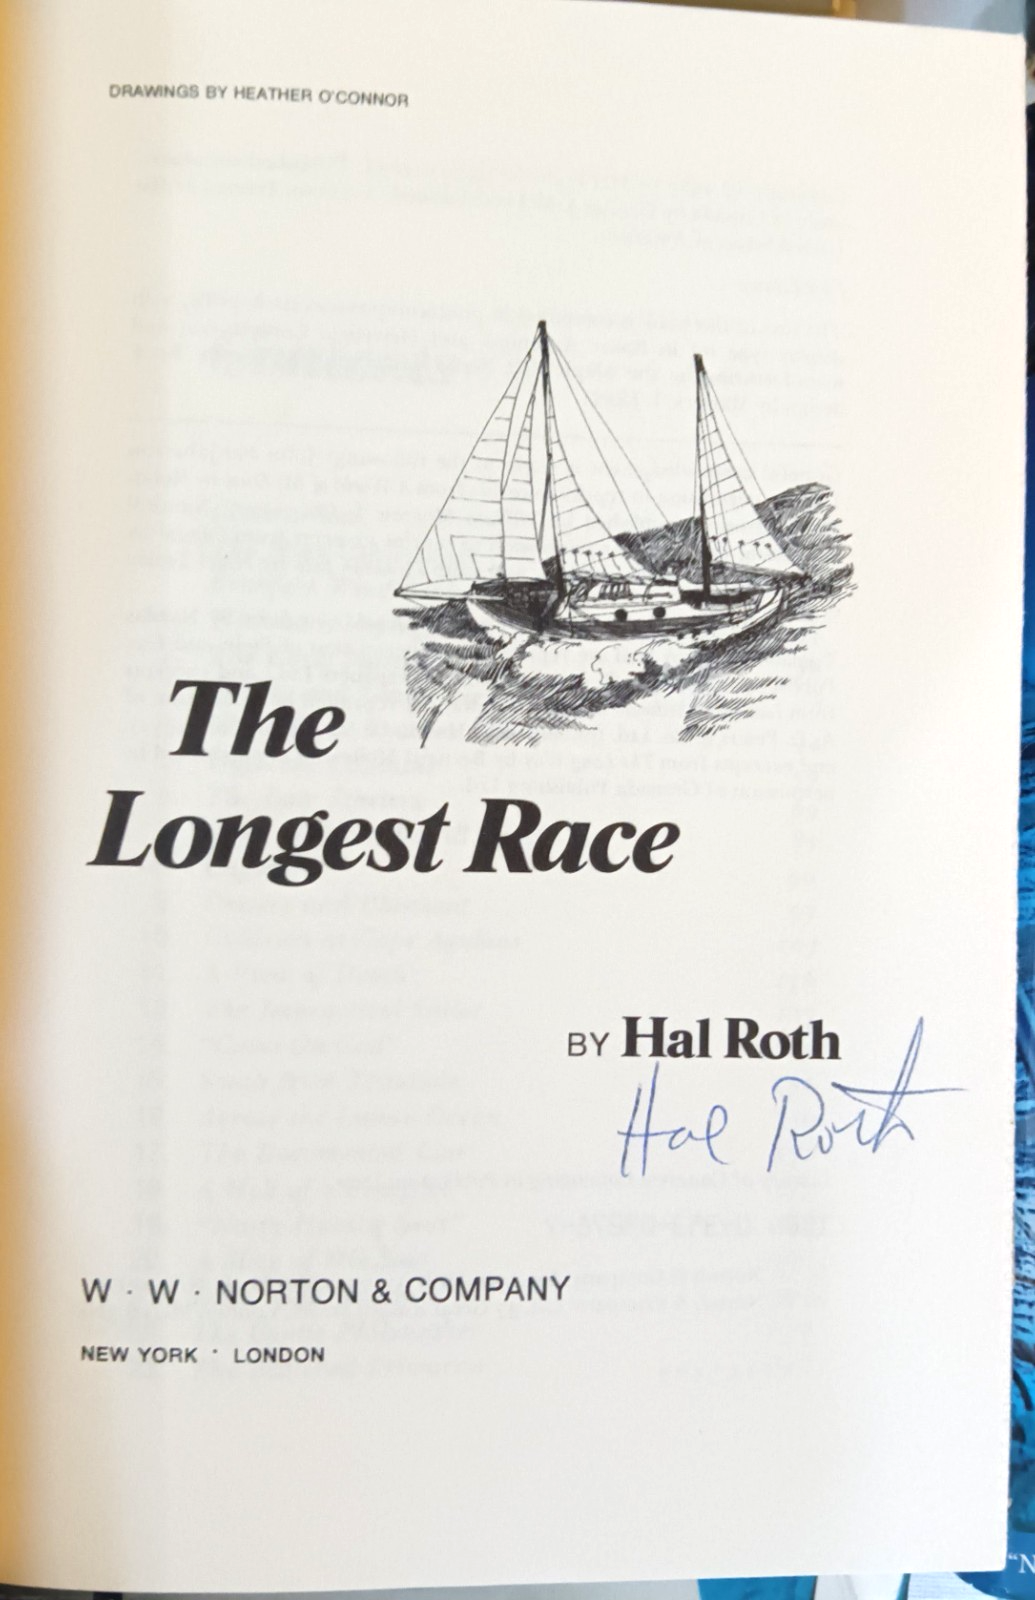 DRAWINGS BY HEATHER O'CONNOR
The
Longest Race
BY Hal Roth
Hal Roth
W · W · NORTON & COMPANY
NEW YORK · LONDON
"N